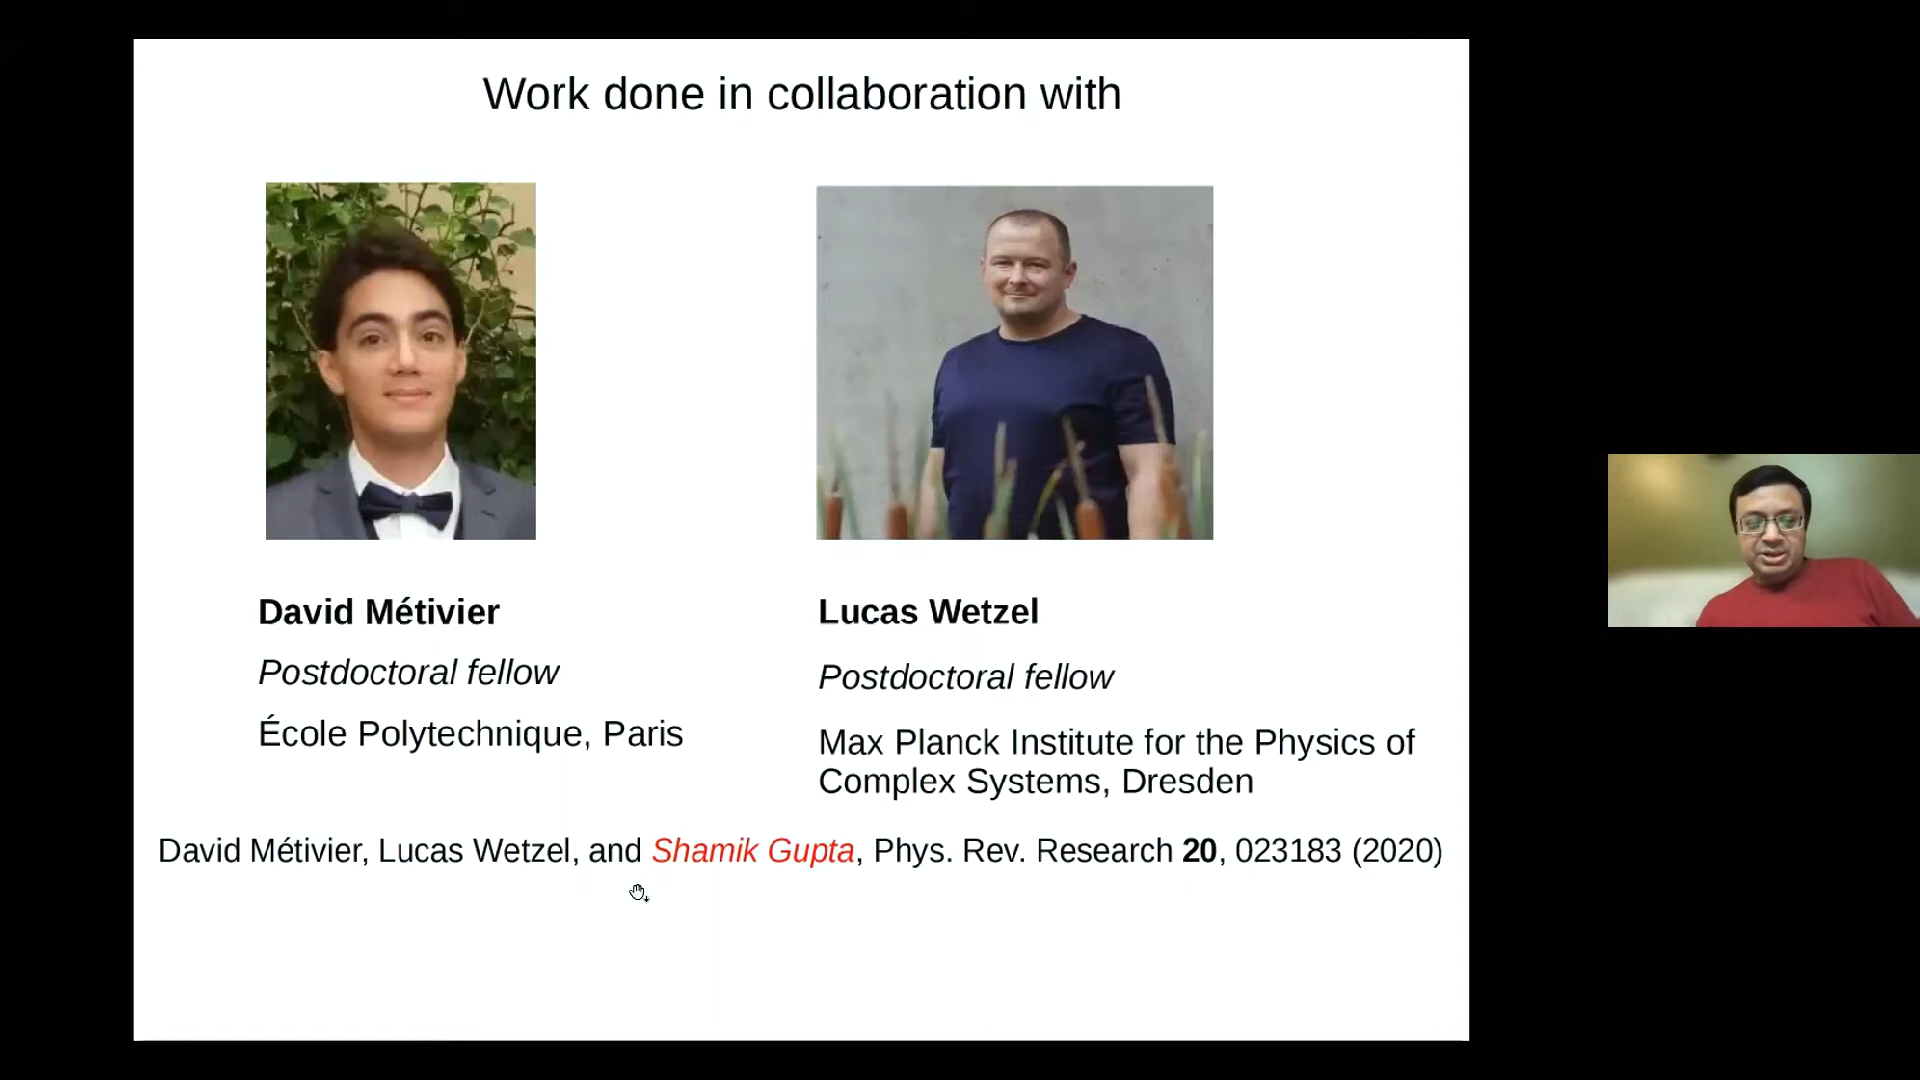 Work done in collaboration with
David Métivier
Postdoctoral fellow
École Polytechnique, Paris
Lucas Wetzel
Postdoctoral fellow
Max Planck Institute for the Physics of
Complex Systems, Dresden
David Métivier, Lucas Wetzel, and Shamik Gupta, Phys. Rev. Research 20, 023183 (2020)